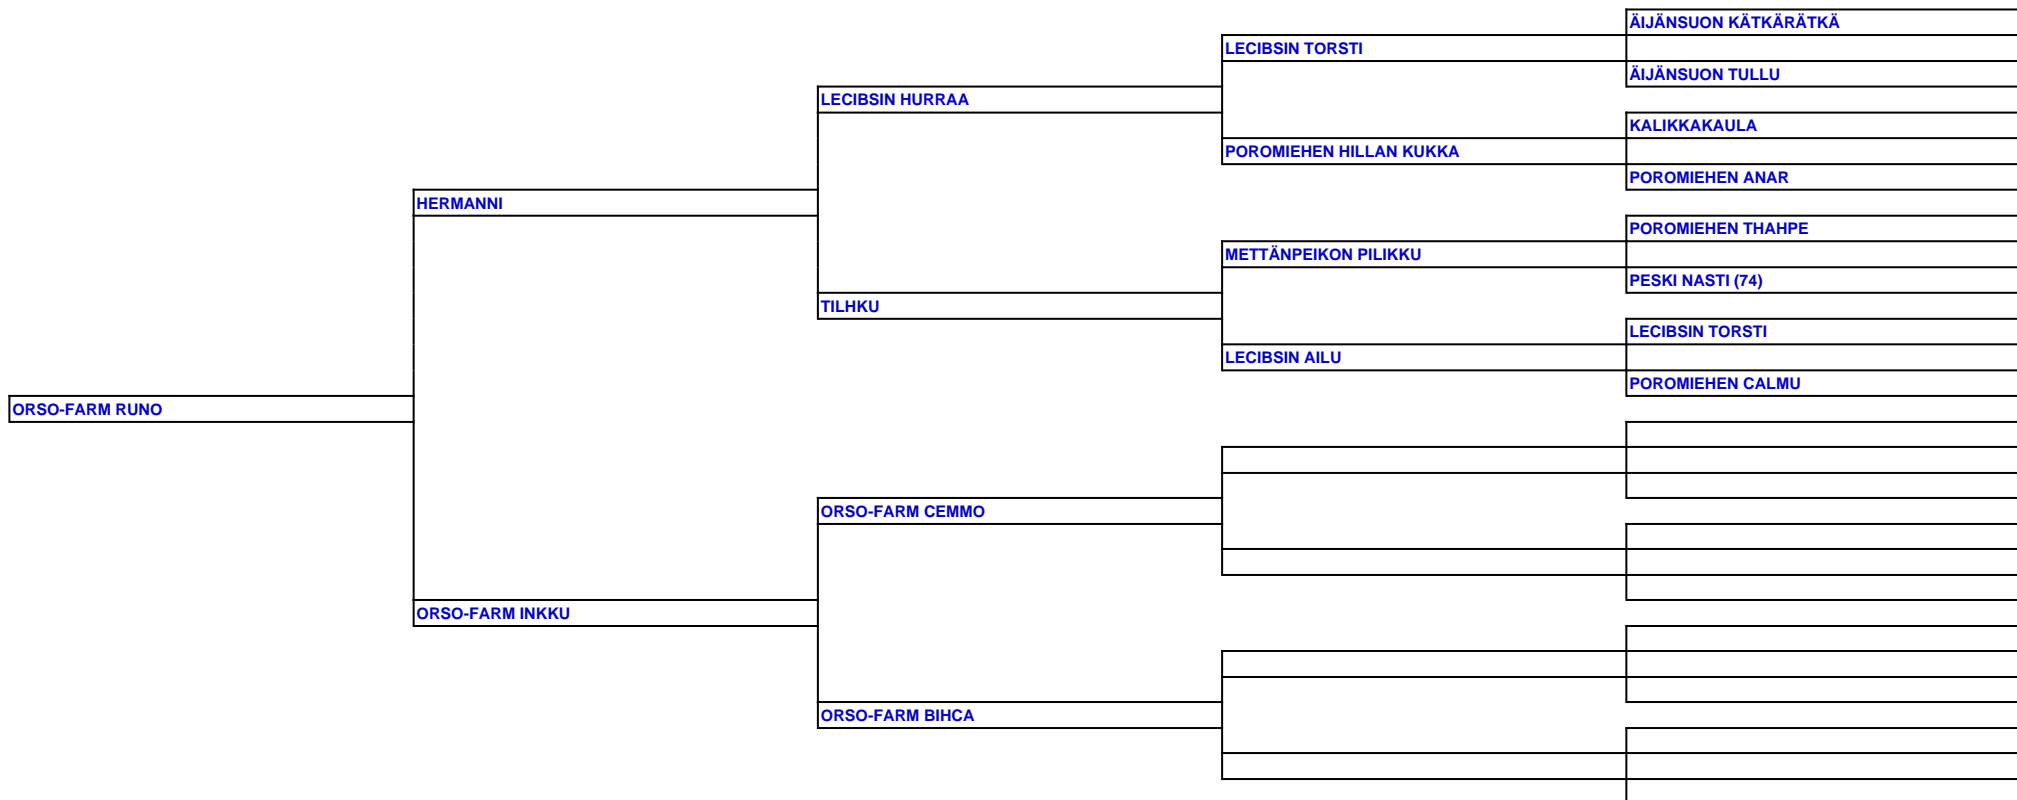 ÄIJÄNSUON KÄTKÄRÄTKÄ
LECIBSIN TORSTI
ÄIJÄNSUON TULLU
LECIBSIN HURRAA
KALIKKAKAULA
POROMIEHEN HILLAN KUKKA
POROMIEHEN ANAR
HERMANNI
POROMIEHEN THAHPE
METTÄNPEIKON PILIKKU
PESKI NASTI (74)
TILHKU
LECIBSIN TORSTI
LECIBSIN AILU
POROMIEHEN CALMU
ORSO-FARM RUNO
ORSO-FARM CEMMO
ORSO-FARM INKKU
ORSO-FARM BIHCA